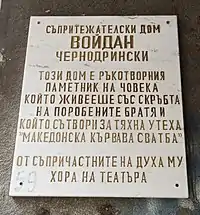 СЪПРИТЕЖАТЕЛСКИ ДОМ
ВОЙДАН
ЧЕРНОДРИНСКИ
ТОЗИ ДОМ Е РЪКОТВОРНИЯ
ПАМЕТНИК НА ЧОВЕКА
КОЙТО ЖИВЕЕШЕ СЪС СКРЪБТА
НА ПОРОБЕНИТЕ БРАТЯ И
КОЙТО СЪТВОРИ ЗА ТЯХНА УТЕХА
"МАКЕДОНСКА КЪРВАВА СВАТБА"
ОТ СЪПРИЧАСТНИТЕ НА ДУХА МУ
ХОРА НА ТЕАТЪРА
59